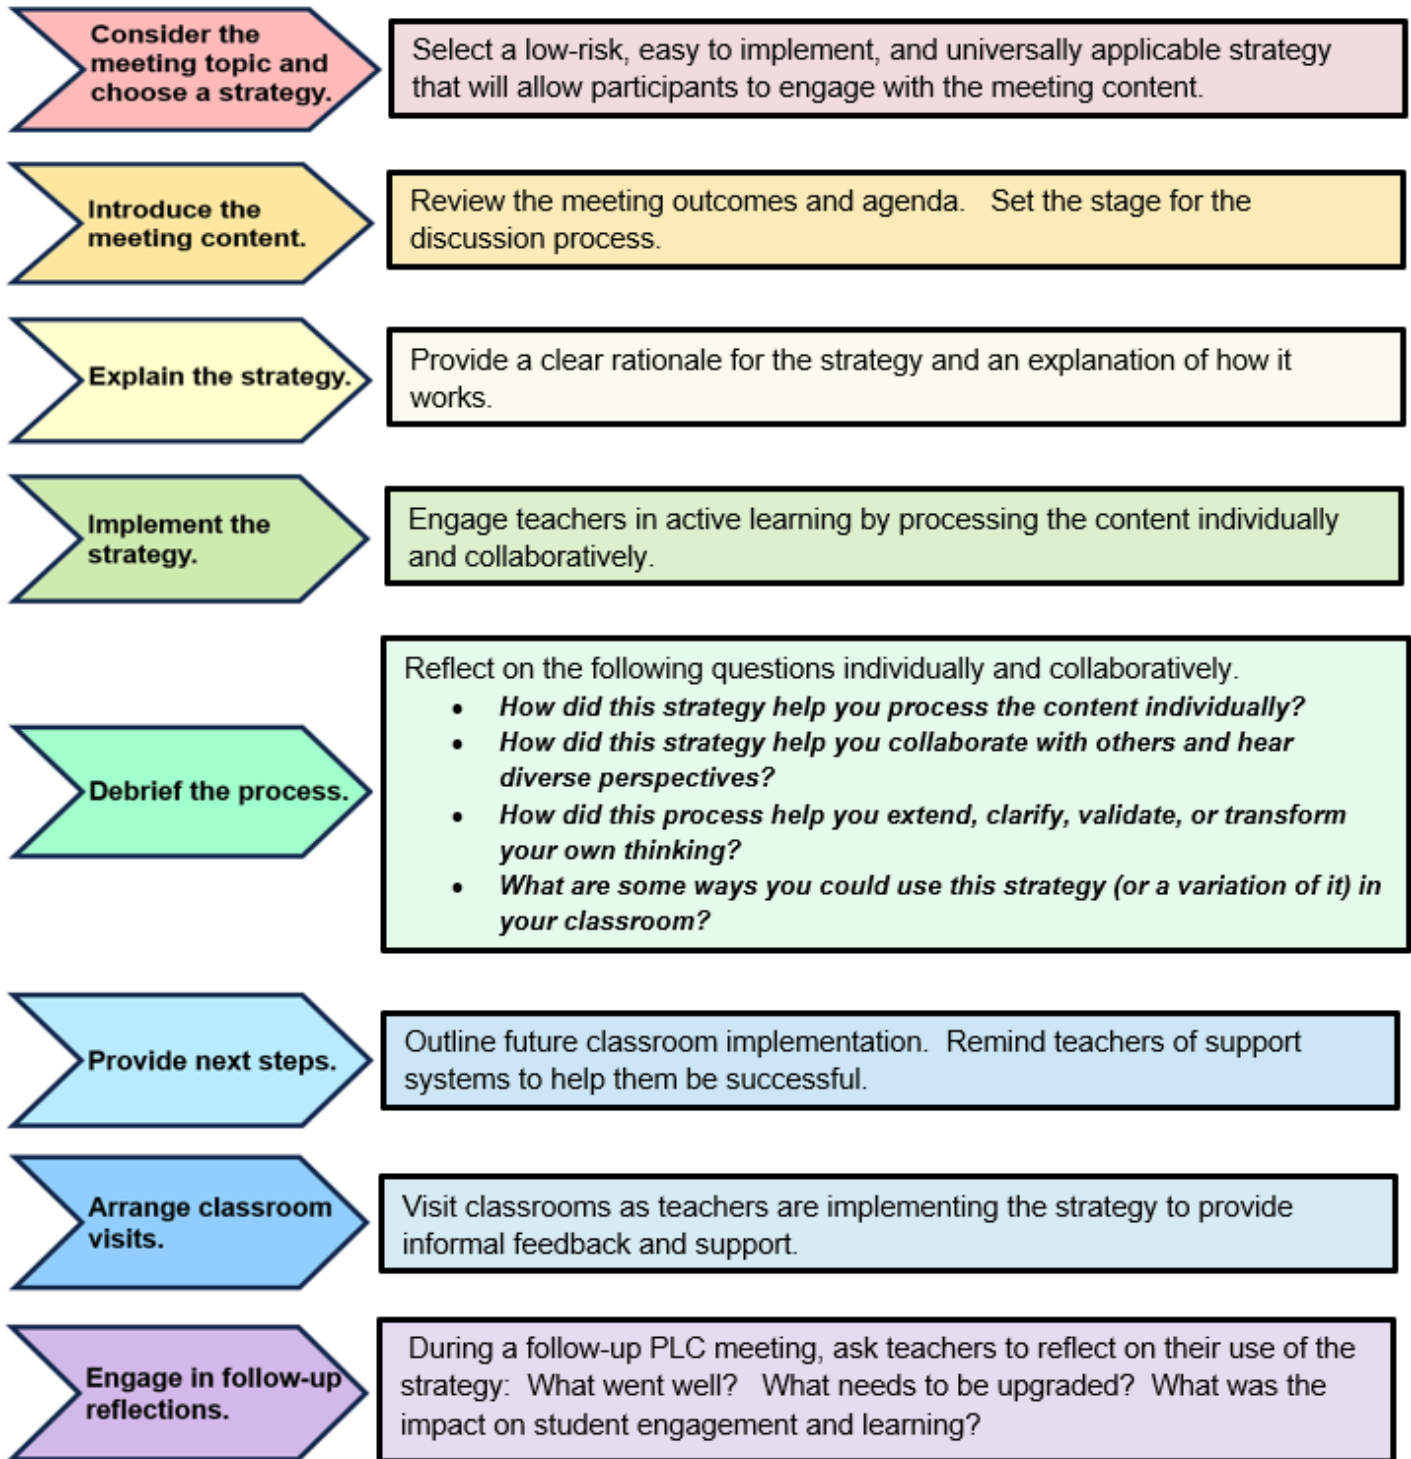 Consider the
meeting topic and
choose a strategy.
Select a low-risk, easy to implement, and universally applicable strategy
that will allow participants to engage with the meeting content.
Introduce the
meeting content.
Review the meeting outcomes and agenda.   Set the stage for the
discussion process.
Explain the strategy.
Provide a clear rationale for the strategy and an explanation of how it
works.
Implement the
strategy.
Engage teachers in active learning by processing the content individually
and collaboratively.
Debrief the process.
Reflect on the following questions individually and collaboratively.
• How did this strategy help you process the content individually?
• How did this strategy help you collaborate with others and hear
diverse perspectives?
• How did this process help you extend, clarify, validate, or transform
your own thinking?
• What are some ways you could use this strategy (or a variation of it) in
your classroom?
Provide next steps.
Outline future classroom implementation.  Remind teachers of support
systems to help them be successful.
Arrange classroom
visits.
Visit classrooms as teachers are implementing the strategy to provide
informal feedback and support.
Engage in follow-up
reflections.
During a follow-up PLC meeting, ask teachers to reflect on their use of the
strategy:  What went well?   What needs to be upgraded?  What was the
impact on student engagement and learning?